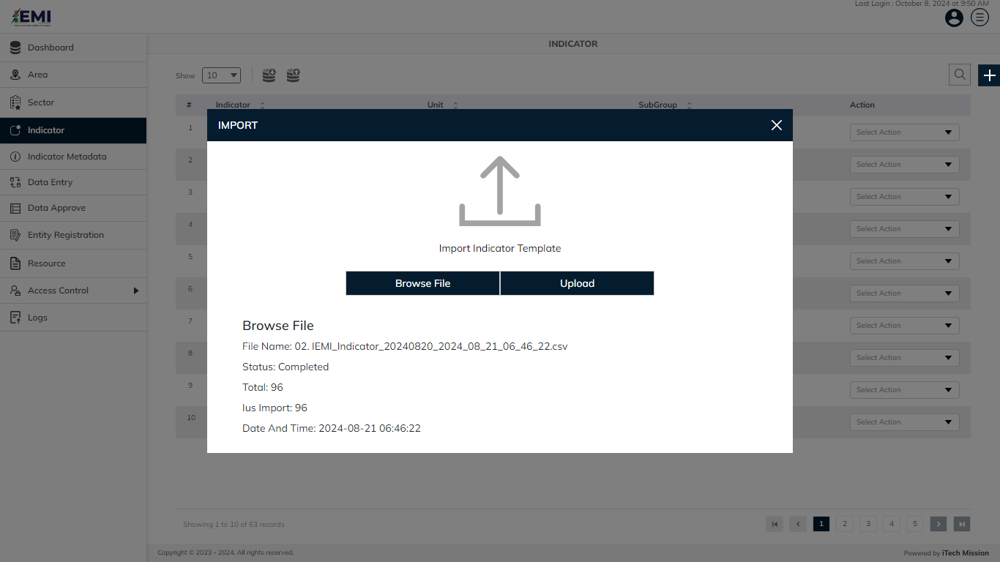 Last Login : October 8, 2024 at 9:50 AM
iEMI
INDICATOR
Dashboard
Area
Sector
Indicator
Indicator Metadata
Data Entry
Data Approve
Entity Registration
Resource
Access Control
Logs
Show 10
# Indicator Unit SubGroup Action
1 Select Action
2 Select Action
3 Select Action
4 Select Action
5 Select Action
6 Select Action
7 Select Action
8 Select Action
9 Select Action
10 Select Action
IMPORT
Import Indicator Template
Browse File Upload
Browse File
File Name: 02. IEMI_Indicator_20240820_2024_08_21_06_46_22.csv
Status: Completed
Total: 96
Ius Import: 96
Date And Time: 2024-08-21 06:46:22
Showing 1 to 10 of 63 records
1 2 3 4 5
Copyright © 2023 - 2024. All rights reserved.
Powered by iTech Mission